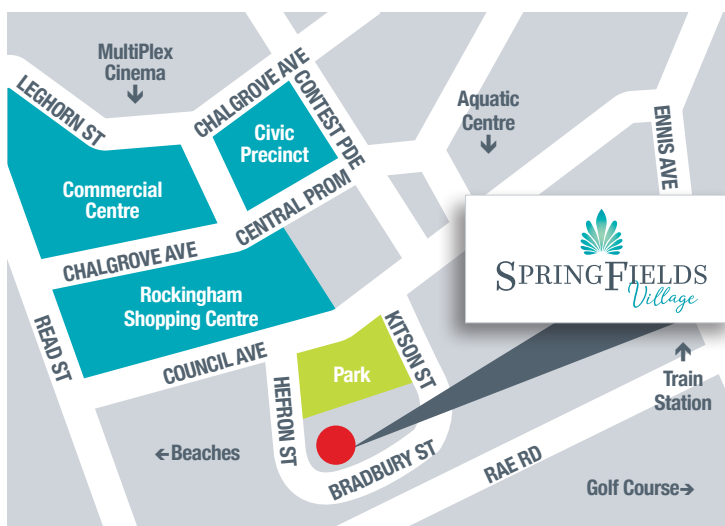 MultiPlex
Cinema
LEGHORN ST
CHALGROVE AVE
CONTEST PDE
Civic
Precinct
Aquatic
Centre
ENNIS AVE
Commercial
Centre
CENTRAL PROM
CHALGROVE AVE
SPRINGFIELDS
Village
Rockingham
Shopping Centre
READ ST
COUNCIL AVE
KITSON ST
Park
HEFRON ST
Train
Station
←Beaches
BRADBURY ST
RAE RD
Golf Course→